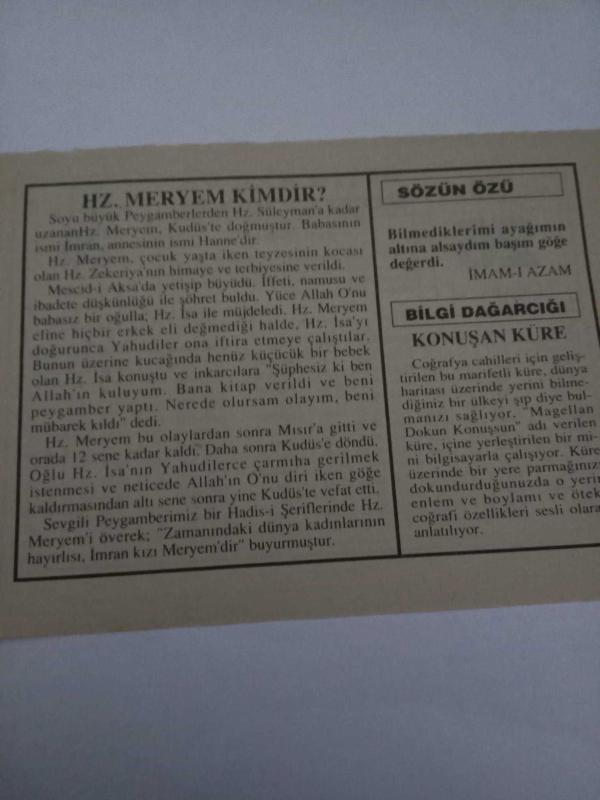 HZ. MERYEM KİMDİR?
Soyu büyük Peygamberlerden Hz. Süleyman'a kadar
uzananHz. Meryem, Kudüs'te doğmuştur. Babasının
ismi İmran, annesinin ismi Hanne'dir.
Hz. Meryem, çocuk yaşta iken teyzesinin kocası
olan Hz. Zekeriya'nın himaye ve terbiyesine verildi.
Mescid-i Aksa'da yetişip büyüdü. İffeti, namusu ve
ibadete düşkünlüğü ile şöhret buldu. Yüce Allah O'nu
babasız bir oğulla; Hz. İsa ile müjdeledi. Hz. Meryem
eline hiçbir erkek eli değmediği halde, Hz. İsa'yı
doğurunca Yahudiler ona iftira etmeye çalıştılar.
Bunun üzerine kucağında henüz küçücük bir bebek
olan Hz. İsa konuştu ve inkarcılara "Şüphesiz ki ben
Allah'ın kuluyum. Bana kitap verildi ve beni
peygamber yaptı. Nerede olursam olayım, beni
mübarek kıldı" dedi.
Hz. Meryem bu olaylardan sonra Mısır'a gitti ve
orada 12 sene kadar kaldı. Daha sonra Kudüs'e döndü.
Oğlu Hz. İsa'nın Yahudilerce çarmıha gerilmek
istenmesi ve neticede Allah'ın O'nu diri iken göğe
kaldırmasından altı sene sonra yine Kudüs'te vefat etti.
Sevgili Peygamberimiz bir Hadis-i Şeriflerinde Hz.
Meryem'i överek; "Zamanındaki dünya kadınlarının
hayırlısı, İmran kızı Meryem'dir" buyurmuştur.
SÖZÜN ÖZÜ
Bilmediklerimi ayağımın
altına alsaydım başım göğe
değerdi.
İMAM-I AZAM
BİLGİ DAĞARCIĞI
KONUŞAN KÜRE
Coğrafya cahilleri için geliş-
tirilen bu marifetli küre, dünya
haritası üzerinde yerini bilme-
diğiniz bir ülkeyi şıp diye bul-
manızı sağlıyor. "Magellan
Dokun Konuşsun" adı verilen
küre, içine yerleştirilen bir mi-
ni bilgisayarla çalışıyor. Küre
üzerinde bir yere parmağınızı
dokundurduğunuzda o yerin
enlem ve boylamı ve ötek
coğrafi özellikleri sesli olara
anlatılıyor.